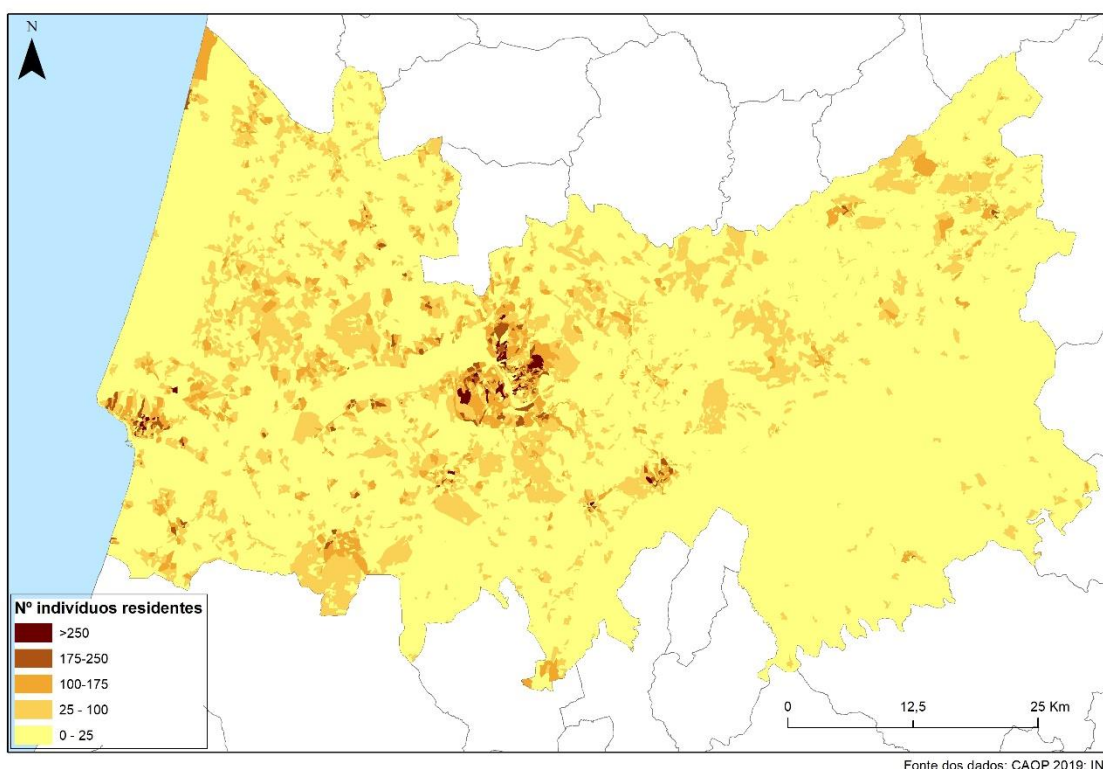 N
Nº indivíduos residentes
>250
175-250
100-175
25 - 100
0 - 25
0 12,5 25 Km
Fonte dos dados: CAOP 2019; IN